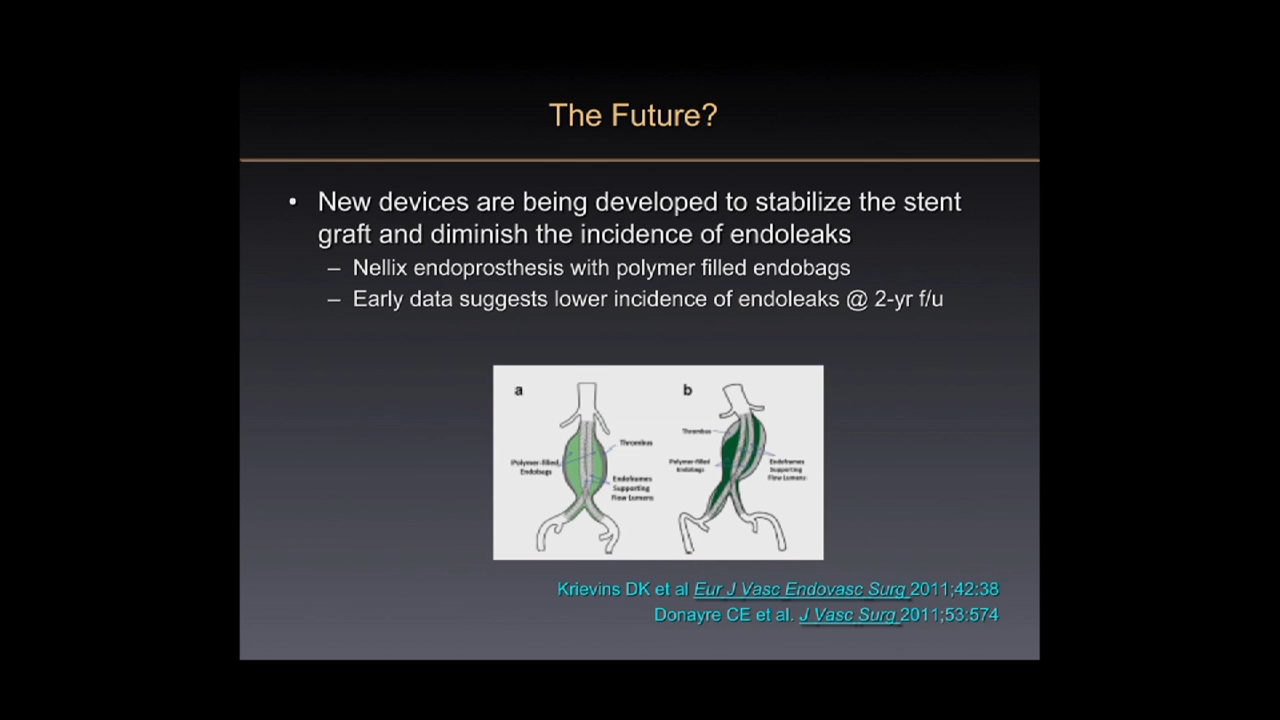 The Future?
• New devices are being developed to stabilize the stent
graft and diminish the incidence of endoleaks
– Nellix endoprosthesis with polymer filled endobags
– Early data suggests lower incidence of endoleaks @ 2-yr f/u
a
Thrombus
Polymer-filled
Endobags
Endoframes
Supporting
Flow Lumens
b
Thrombus
Polymer-filled
Endobags
Endoframes
Supporting
Flow Lumens
Krievins DK et al Eur J Vasc Endovasc Surg 2011;42:38
Donayre CE et al. J Vasc Surg 2011;53:574